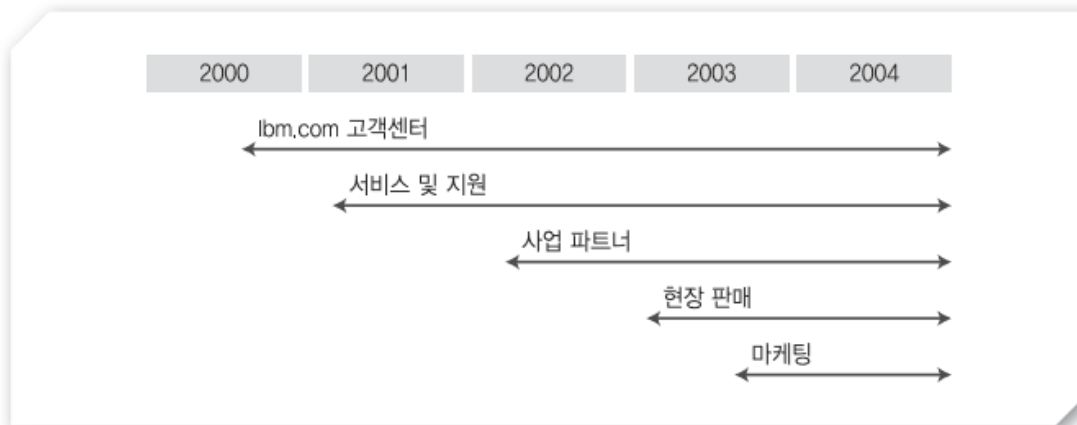 2000 2001 2002 2003 2004
Ibm.com 고객센터
서비스 및 지원
사업 파트너
현장 판매
마케팅